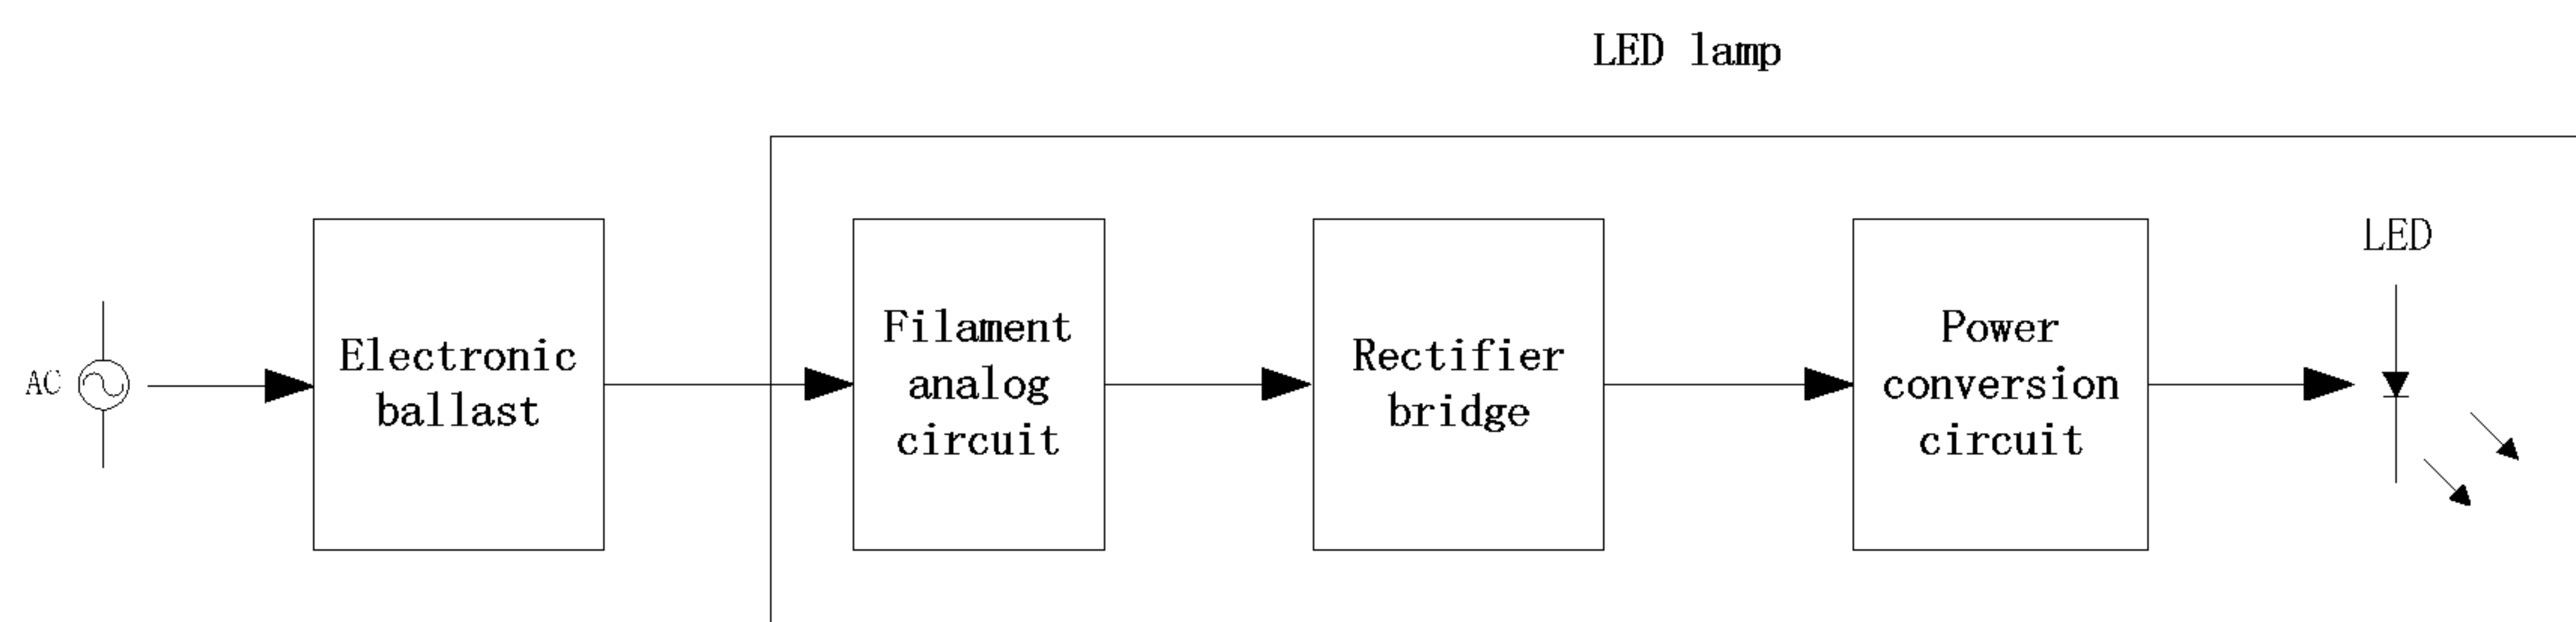 LED lamp
AC
Electronic
ballast
Filament
analog
circuit
Rectifier
bridge
Power
conversion
circuit
LED